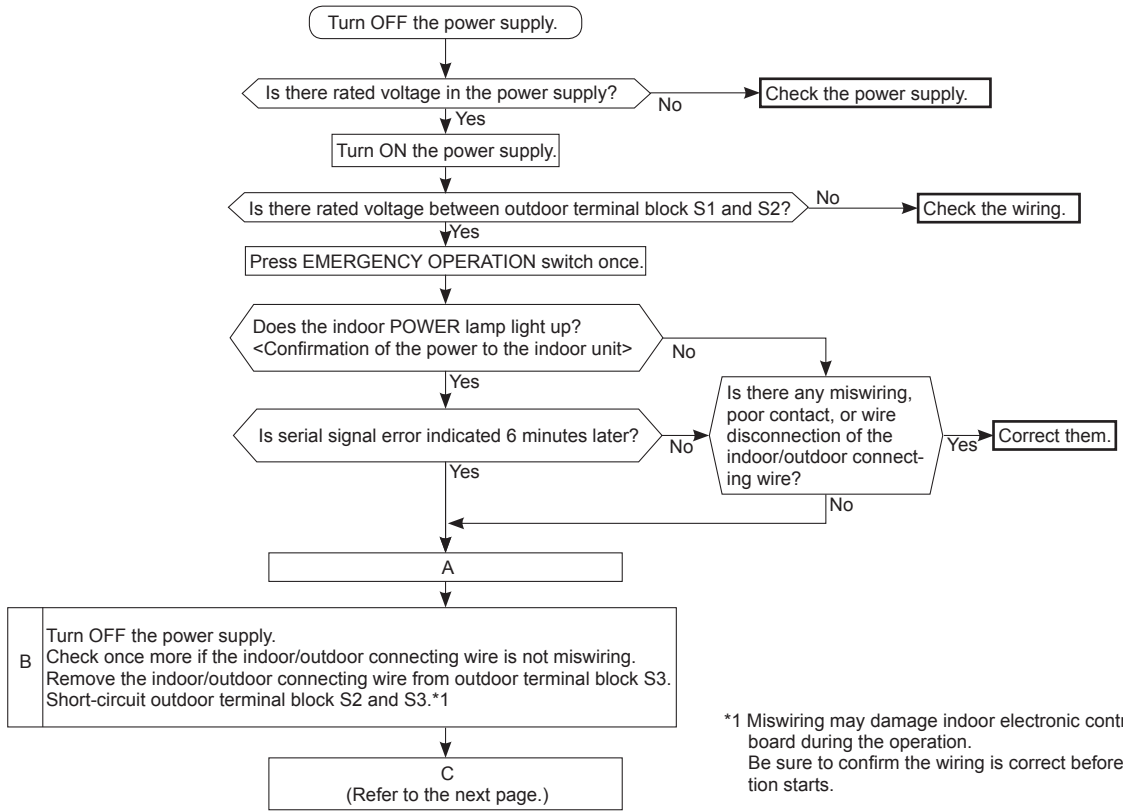 Turn OFF the power supply.
Is there rated voltage in the power supply?
No
Check the power supply.
Yes
Turn ON the power supply.
Is there rated voltage between outdoor terminal block S1 and S2?
No
Check the wiring.
Yes
Press EMERGENCY OPERATION switch once.
Does the indoor POWER lamp light up?
<Confirmation of the power to the indoor unit>
No
Yes
Is there any miswiring,
poor contact, or wire
disconnection of the
indoor/outdoor connect-
ing wire?
Is serial signal error indicated 6 minutes later?
No
Yes
Correct them.
Yes
No
A
B
Turn OFF the power supply.
Check once more if the indoor/outdoor connecting wire is not miswiring.
Remove the indoor/outdoor connecting wire from outdoor terminal block S3.
Short-circuit outdoor terminal block S2 and S3.*1
C
(Refer to the next page.)
*1 Miswiring may damage indoor electronic contr
board during the operation.
Be sure to confirm the wiring is correct before
tion starts.